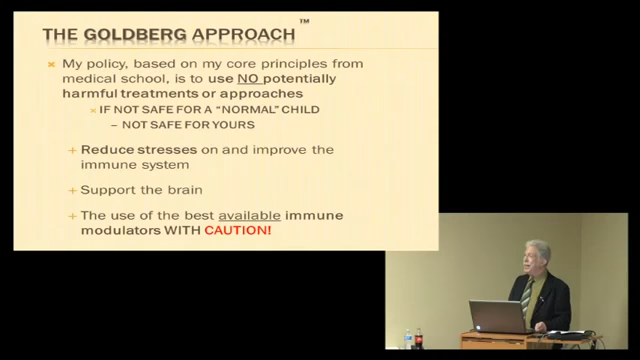 THE GOLDBERG APPROACH ™
My policy, based on my core principles from
medical school, is to use NO potentially
harmful treatments or approaches
IF NOT SAFE FOR A "NORMAL" CHILD
– NOT SAFE FOR YOURS
+ Reduce stresses on and improve the
immune system
+ Support the brain
+ The use of the best available immune
modulators WITH CAUTION!